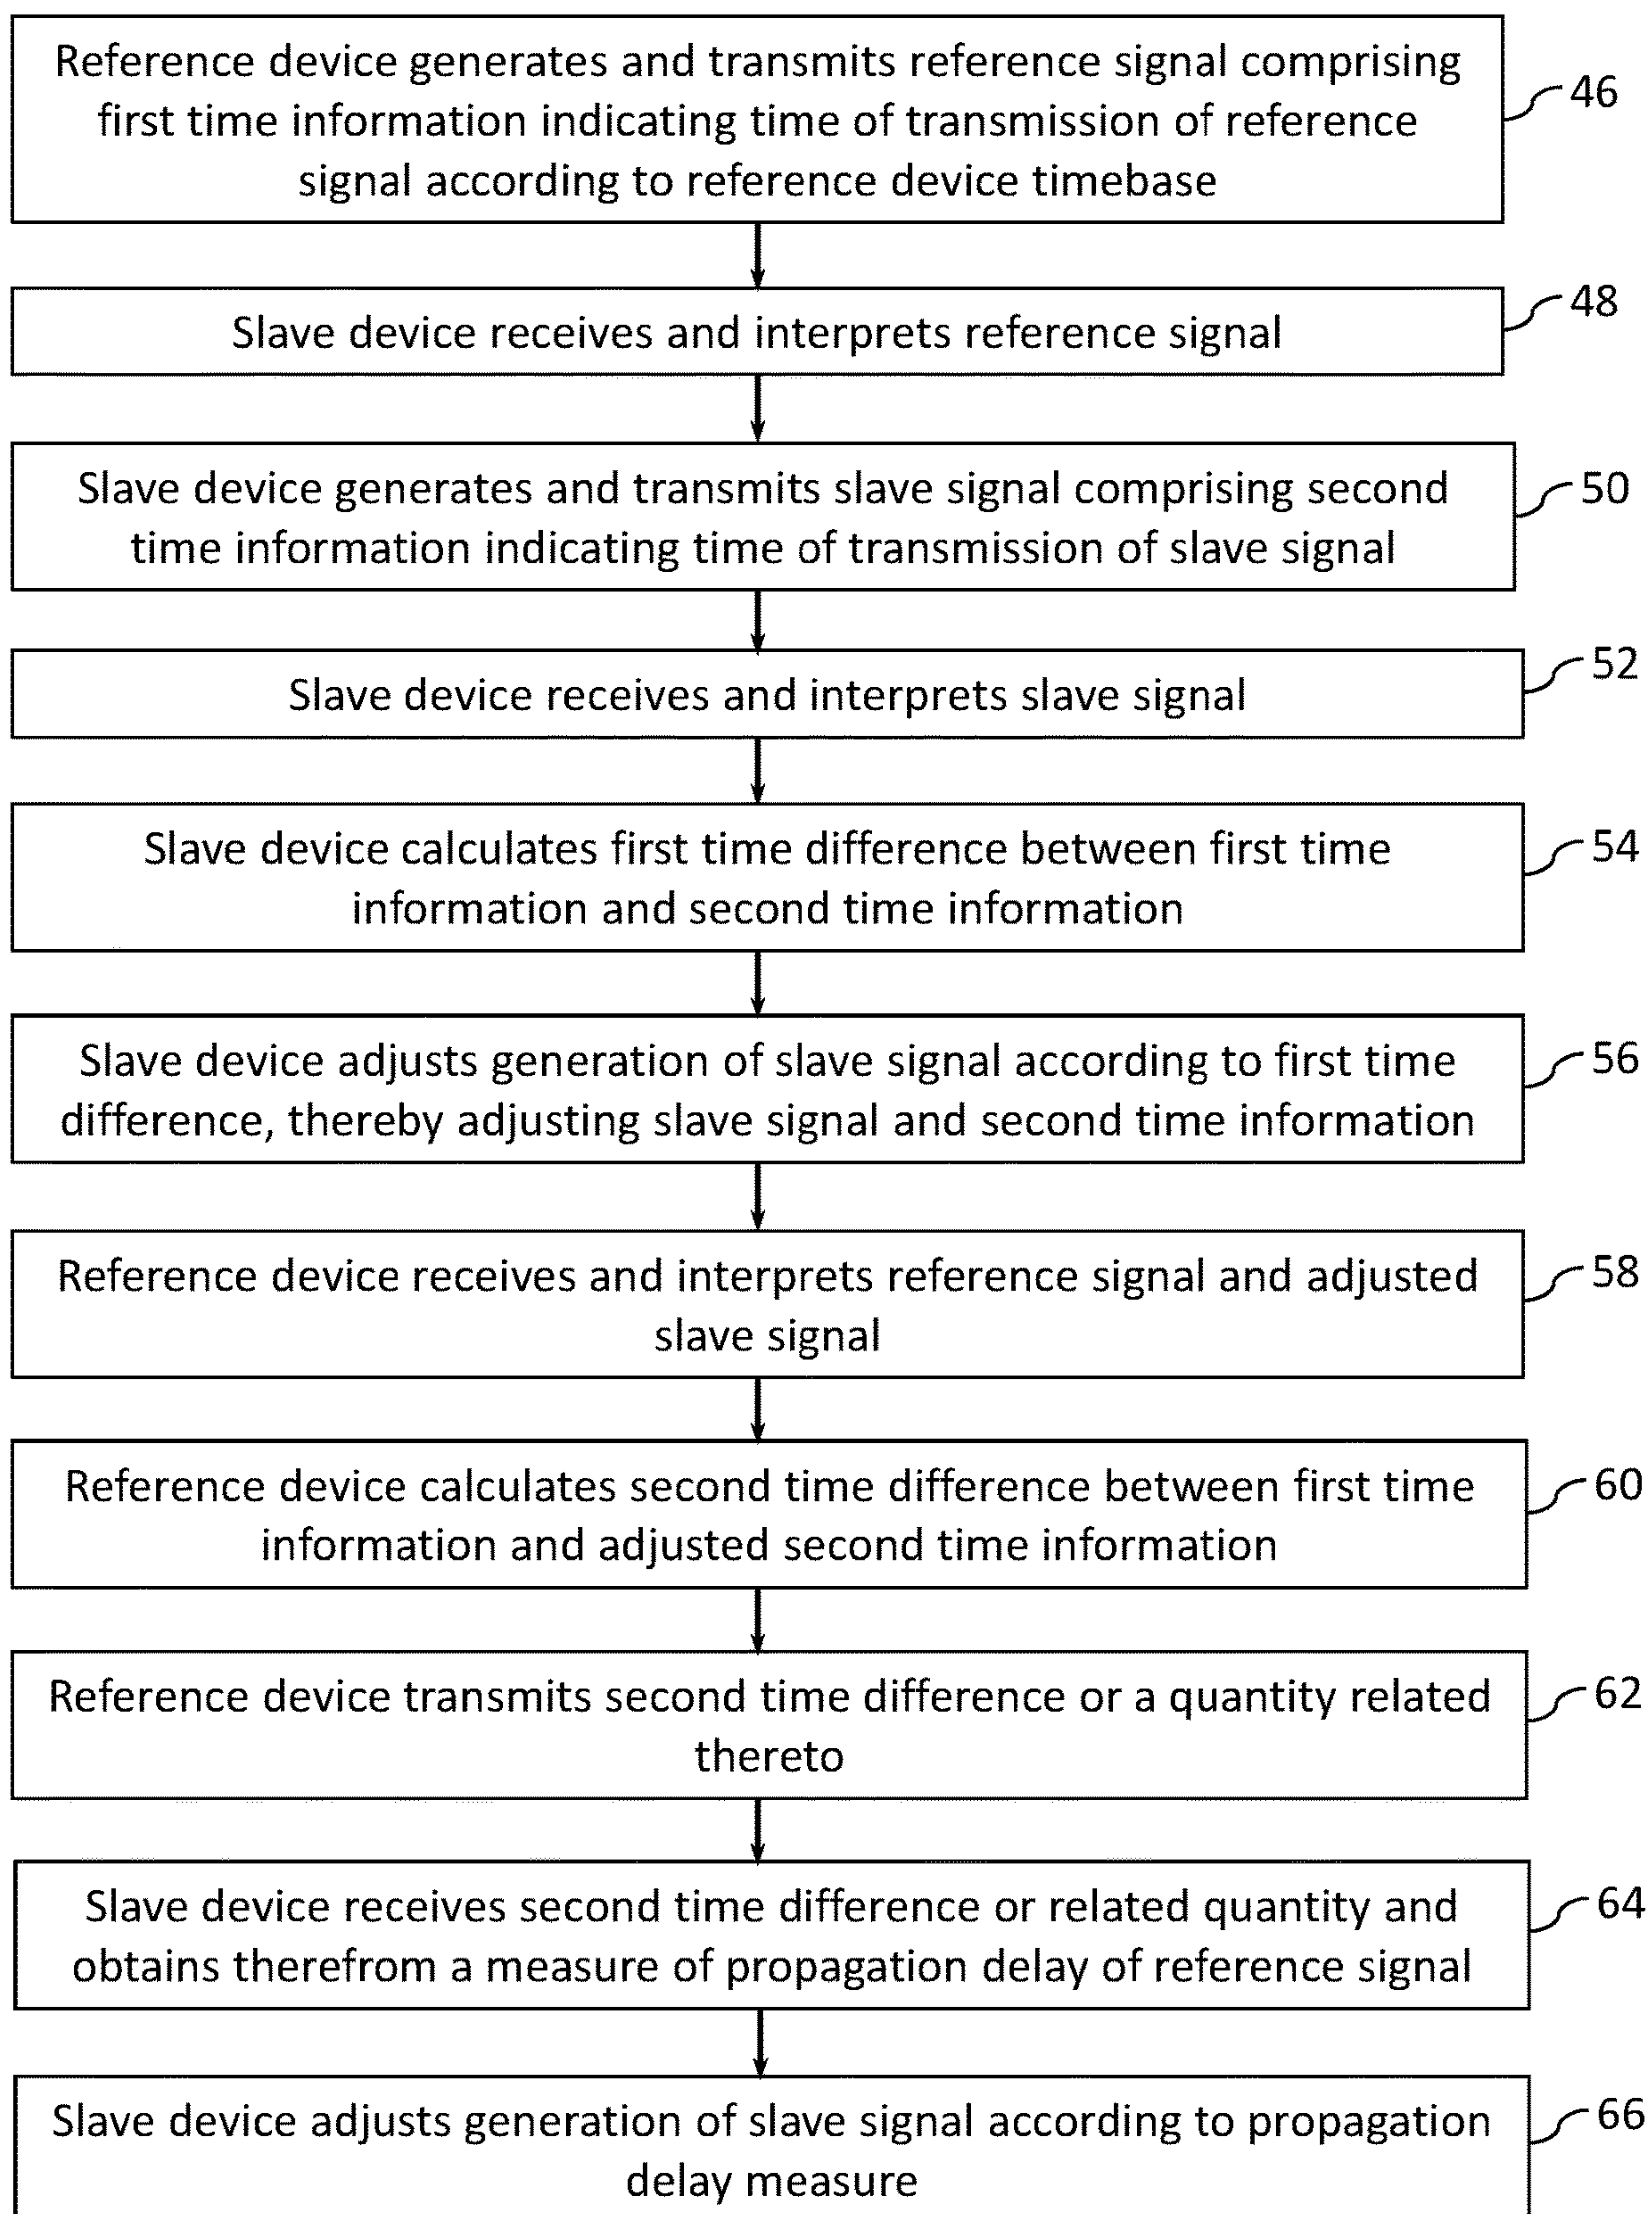 Reference device generates and transmits reference signal comprising
first time information indicating time of transmission of reference
signal according to reference device timebase
46
Slave device receives and interprets reference signal
48
Slave device generates and transmits slave signal comprising second
time information indicating time of transmission of slave signal
50
Slave device receives and interprets slave signal
52
Slave device calculates first time difference between first time
information and second time information
54
Slave device adjusts generation of slave signal according to first time
difference, thereby adjusting slave signal and second time information
56
Reference device receives and interprets reference signal and adjusted
slave signal
58
Reference device calculates second time difference between first time
information and adjusted second time information
60
Reference device transmits second time difference or a quantity related
thereto
62
Slave device receives second time difference or related quantity and
obtains therefrom a measure of propagation delay of reference signal
64
Slave device adjusts generation of slave signal according to propagation
delay measure
66